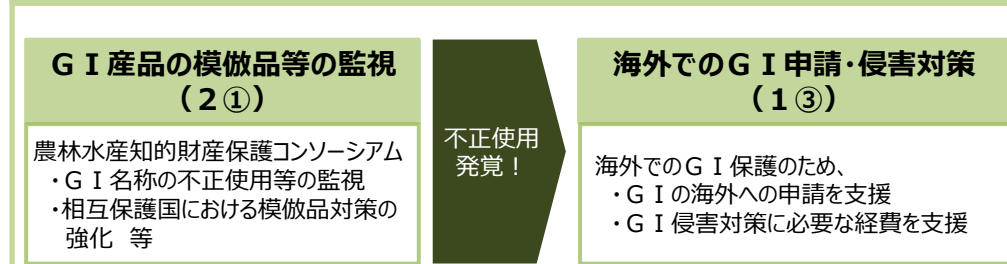 ＧＩ産品の模倣品等の監視
（２①）
農林水産知的財産保護コンソーシアム
・ＧＩ名称の不正使用等の監視
・相互保護国における模倣品対策の
強化　等
不正使用
発覚！
海外でのＧＩ申請・侵害対策
（１③）
海外でのＧＩ保護のため、
・ＧＩの海外への申請を支援
・ＧＩ侵害対策に必要な経費を支援